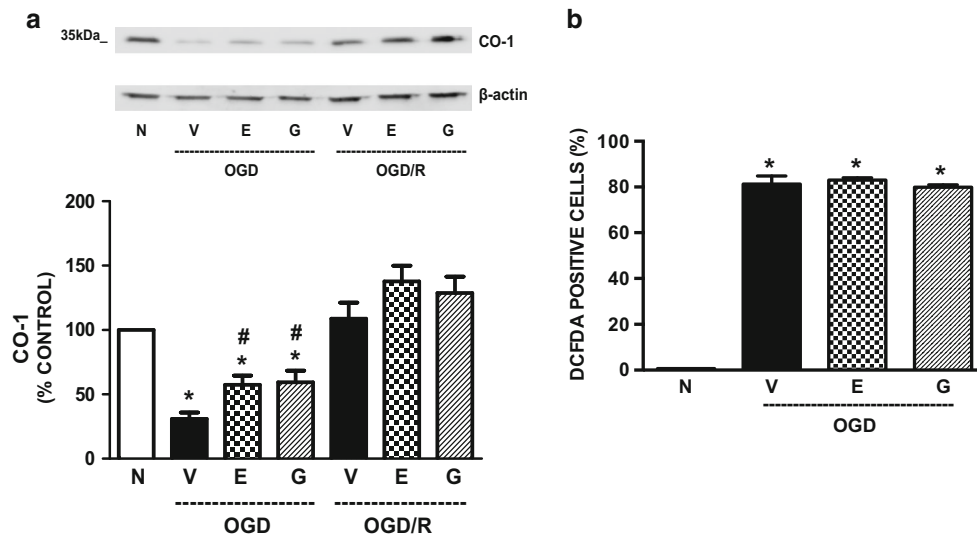 a
35kDa_
CO-1
β-actin
N V E G V E G
OGD OGD/R
200
150
100
50
0
CO-1
(% CONTROL)
* # * # *
N V E G V E G
OGD OGD/R
b
100
80
60
40
20
0
DCFDA POSITIVE CELLS (%)
* * *
N V E G
OGD